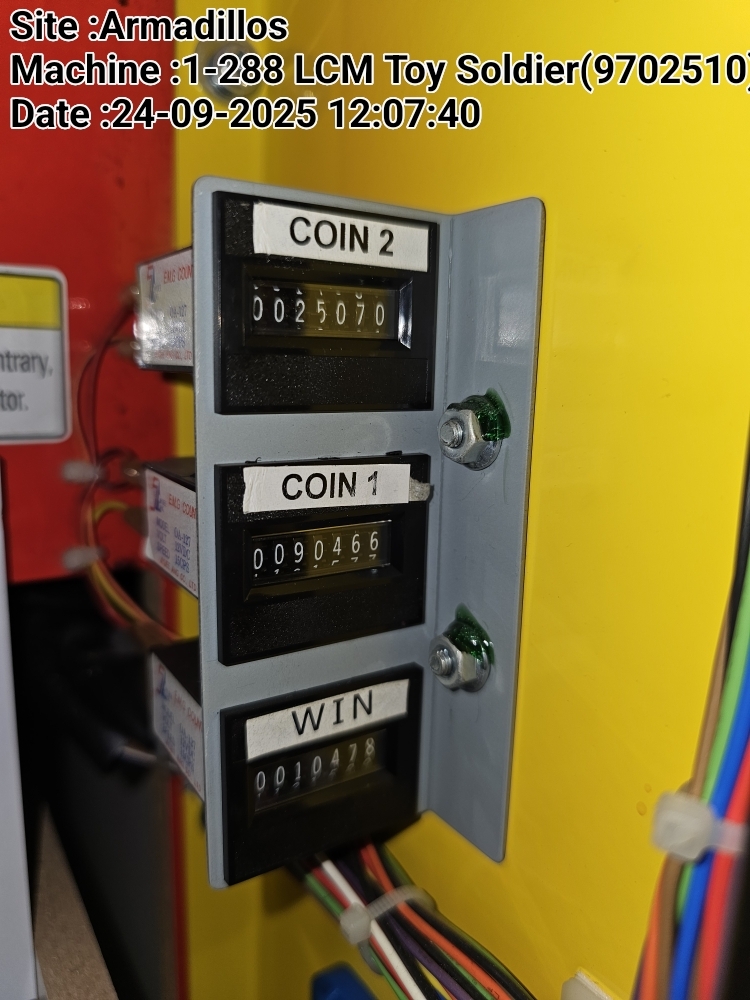 Site :Armadillos
Machine :1-288 LCM Toy Soldier(9702510)
Date :24-09-2025 12:07:40
COIN 2
0025070
ntrary,
tor.
COIN 1
0090466
WIN
0010478